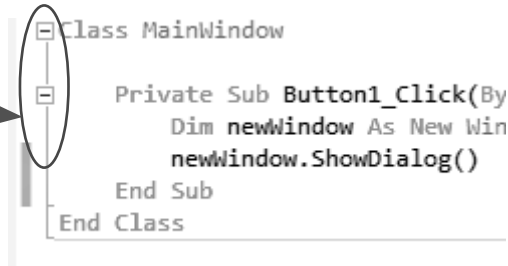 Class MainWindow
Private Sub Button1_Click(By
Dim newWindow As New Win
newWindow.ShowDialog()
End Sub
End Class